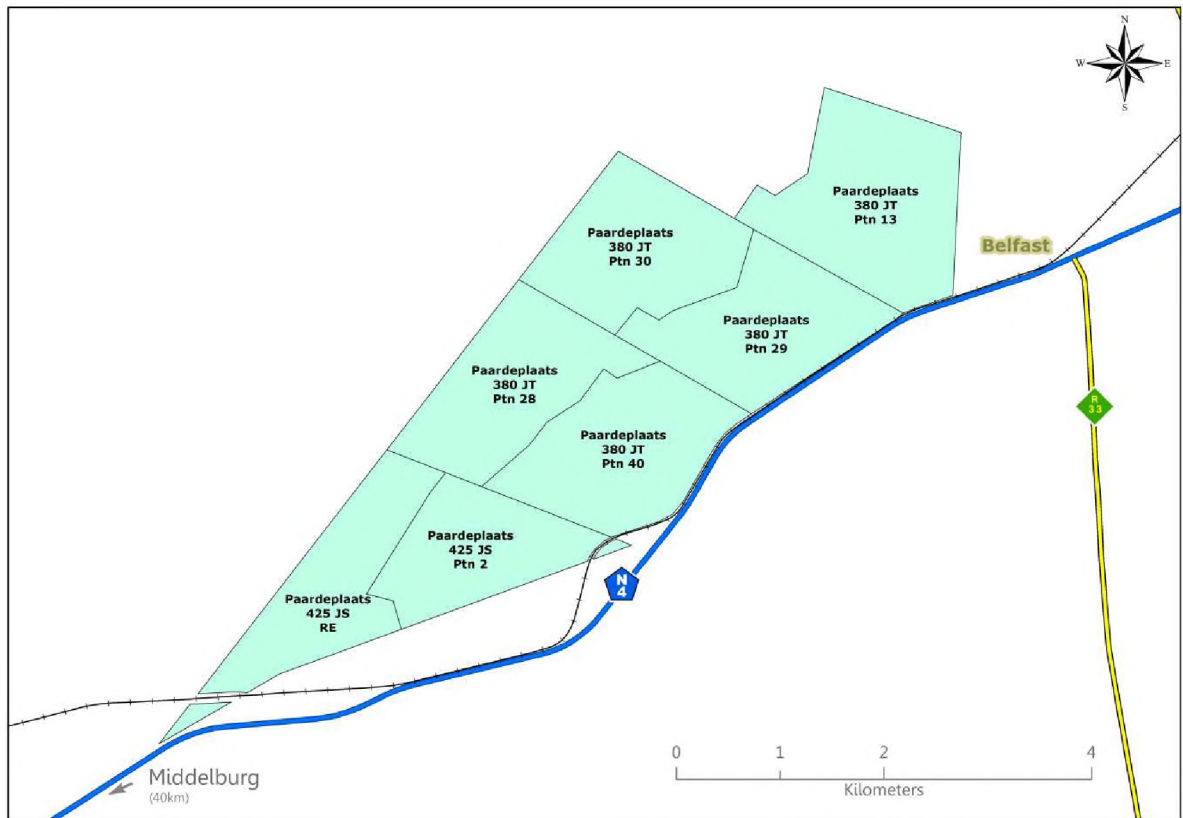 N
W
E
S
Paardeplaats
380 JT
Ptn 13
Paardeplaats
380 JT
Ptn 30
Belfast
Paardeplaats
380 JT
Ptn 29
Paardeplaats
380 JT
Ptn 28
R
33
Paardeplaats
380 JT
Ptn 40
Paardeplaats
425 JS
Ptn 2
N
4
Paardeplaats
425 JS
RE
0
1
2
4
Kilometers
Middelburg
(40km)